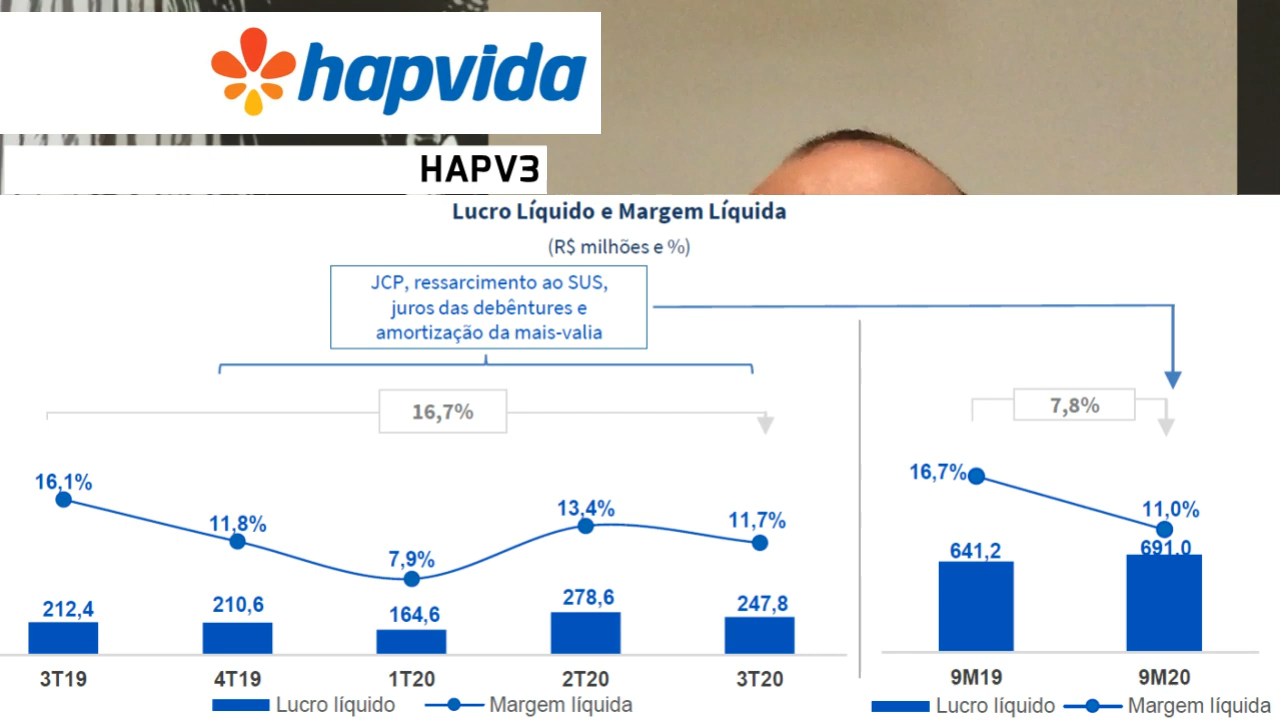 hapvida
HAPV3
Lucro Líquido e Margem Líquida
(R$ milhões e %)
JCP, ressarcimento ao SUS,
juros das debêntures e
amortização da mais-valia
16,7%
7,8%
16,1%
11,8%
7,9%
13,4%
11,7%
16,7%
11,0%
212,4
210,6
164,6
278,6
247,8
641,2
691,0
3T19
4T19
1T20
2T20
3T20
9M19
9M20
Lucro líquido
Margem líquida
Lucro líquido
Margem líquida